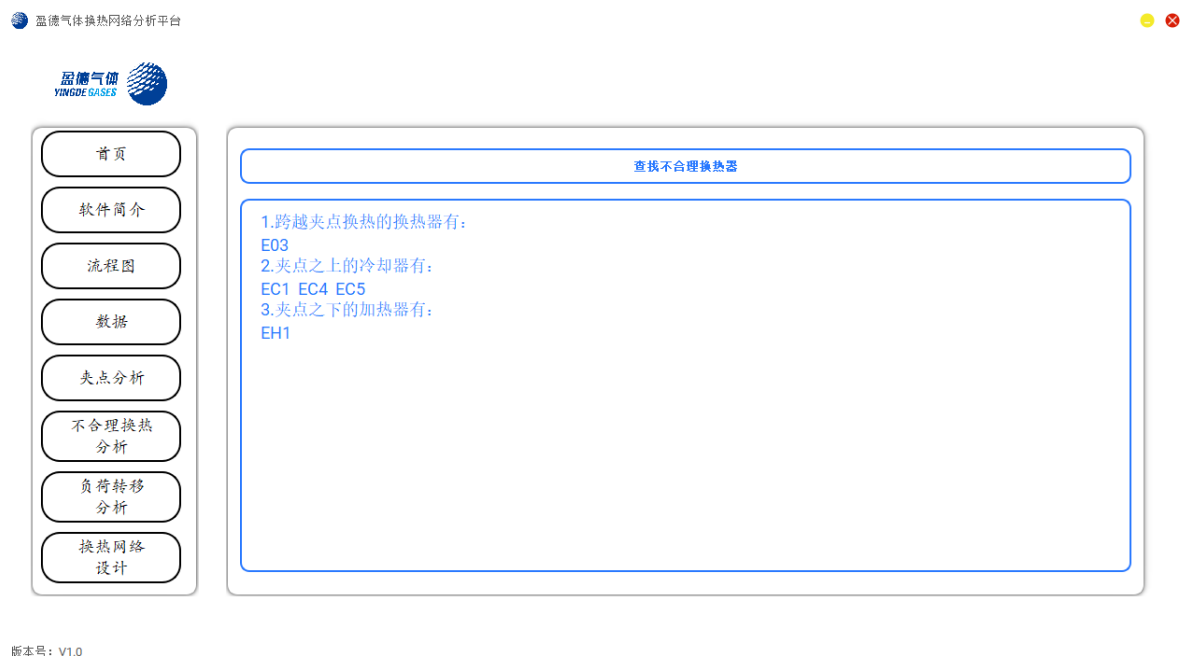 盈德气体换热网络分析平台
盈德气体
YINGDE GASES
首页
软件简介
流程图
数据
夹点分析
不合理换热
分析
负荷转移
分析
换热网络
设计
查找不合理换热器
1.跨越夹点换热的换热器有:
E03
2.夹点之上的冷却器有:
EC1 EC4 EC5
3.夹点之下的加热器有:
EH1
版本号：V1.0